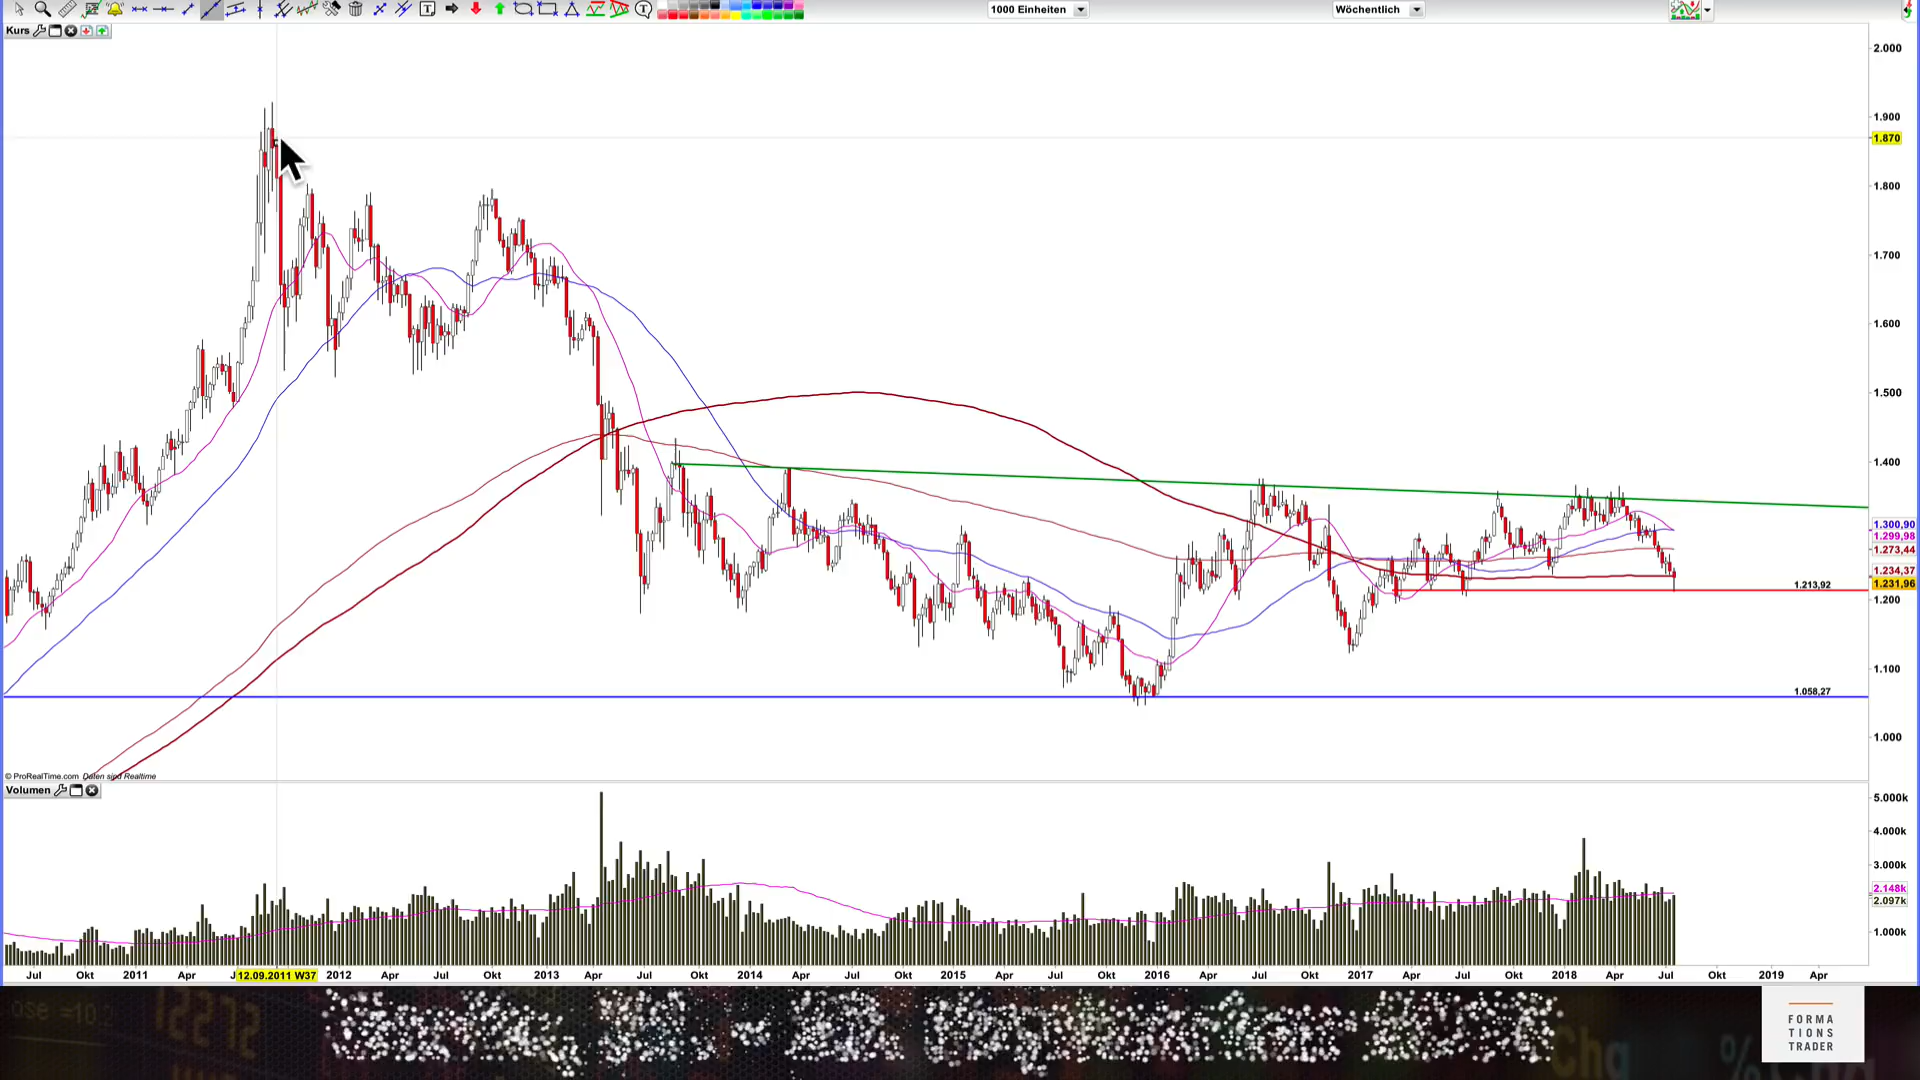 1000 Einheiten
Wöchentlich
Kurs
2.000
1.900
1.870
1.800
1.700
1.600
1.500
1.400
1.300,90
1.299,98
1.273,44
1.234,37
1.231,96
1.213,92
1.200
1.100
1.058,27
1.000
© ProRealTime.com Daten sind Realtime
Volumen
5.000k
4.000k
3.000k
2.148k
2.097k
1.000k
Jul Okt 2011 Apr 12.09.2011 W37 2012 Apr Jul Okt 2013 Apr Jul Okt 2014 Apr Jul Okt 2015 Apr Jul Okt 2016 Apr Jul Okt 2017 Apr Jul Okt 2018 Apr Jul Okt 2019 Apr
12272
FORMA
TIONS
TRADER